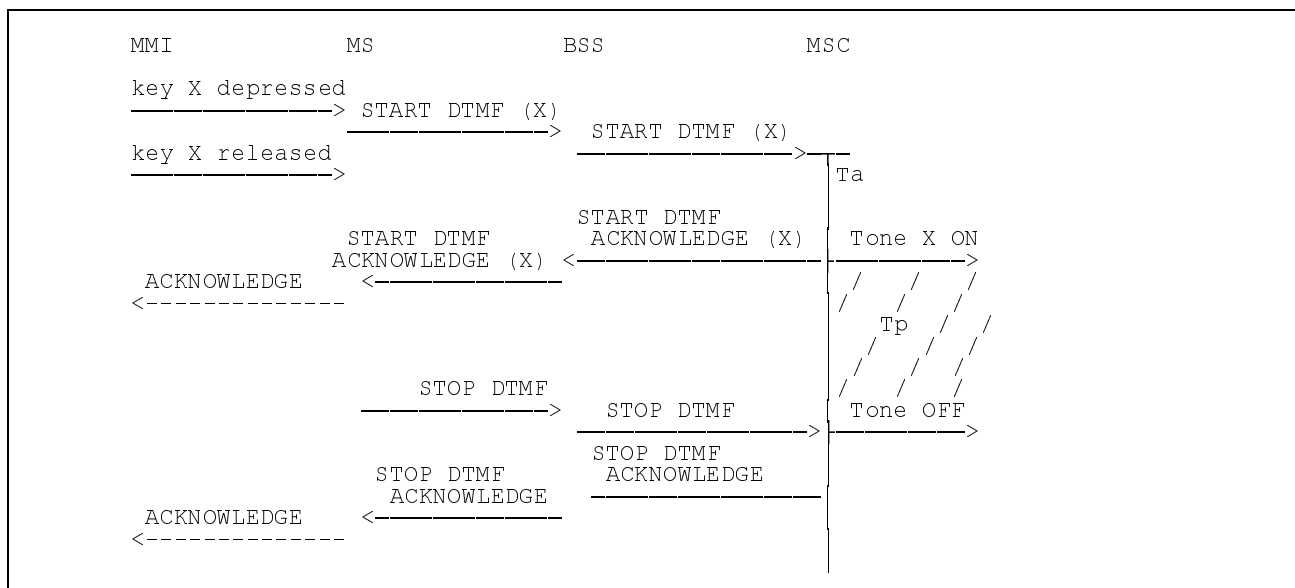 MMI MS BSS MSC
key X depressed
START DTMF (X)
START DTMF (X)
key X released
Ta
START DTMF
START DTMF ACKNOWLEDGE (X) Tone X ON
ACKNOWLEDGE (X)
ACKNOWLEDGE
Tp
STOP DTMF
STOP DTMF Tone OFF
STOP DTMF
STOP DTMF ACKNOWLEDGE
ACKNOWLEDGE
ACKNOWLEDGE